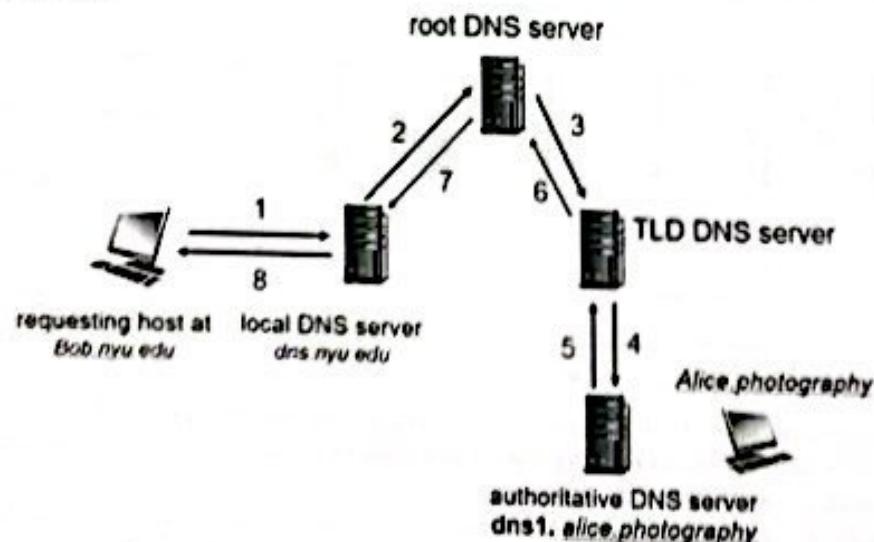 root DNS server
2
3
7
6
1
TLD DNS server
8
requesting host at
Bob.nyu edu
local DNS server
dns nyu edu
5
4
Alice.photography
authoritative DNS server
dns1. alice.photography